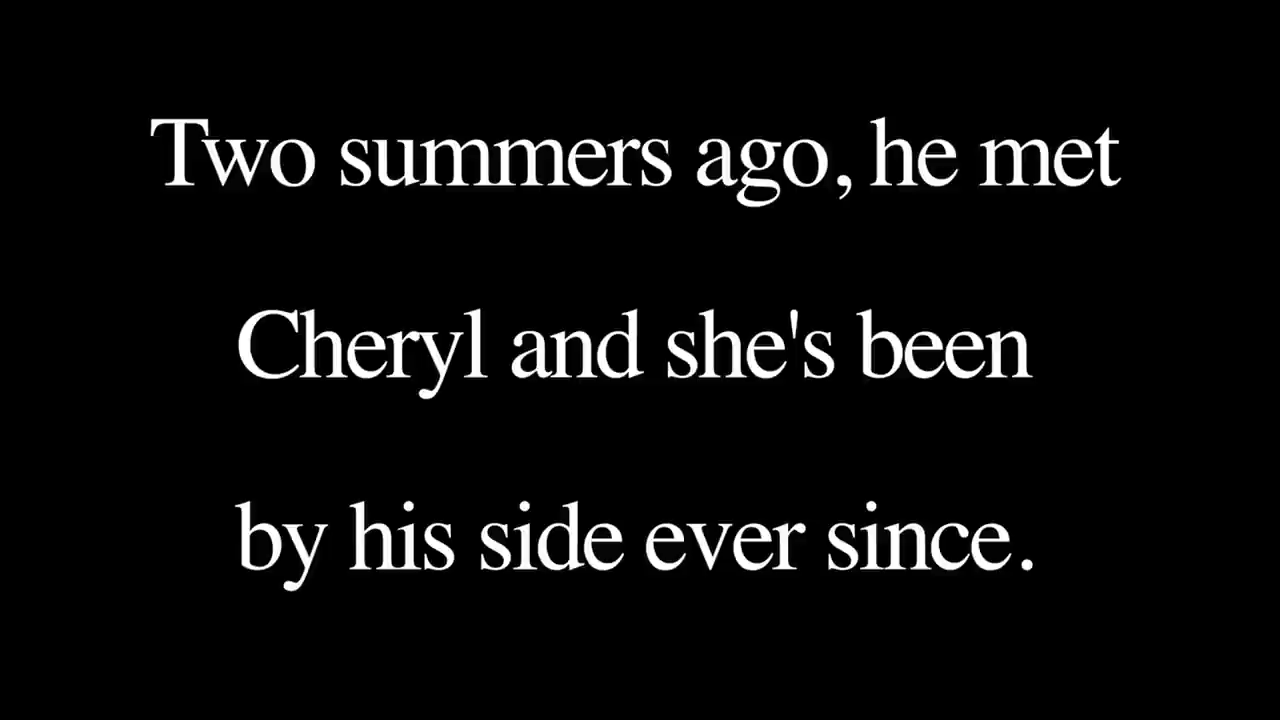 Two summers ago, he met
Cheryl and she's been
by his side ever since.